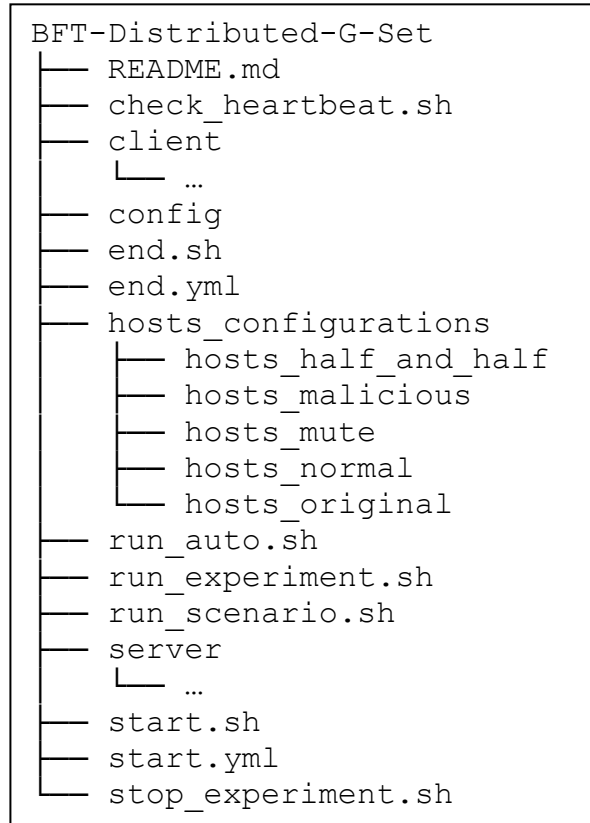 BFT-Distributed-G-Set
├── README.md
├── check_heartbeat.sh
├── client
│   └── …
├── config
├── end.sh
├── end.yml
├── hosts_configurations
│   ├── hosts_half_and_half
│   ├── hosts_malicious
│   ├── hosts_mute
│   ├── hosts_normal
│   └── hosts_original
├── run_auto.sh
├── run_experiment.sh
├── run_scenario.sh
├── server
│   └── …
├── start.sh
├── start.yml
└── stop_experiment.sh